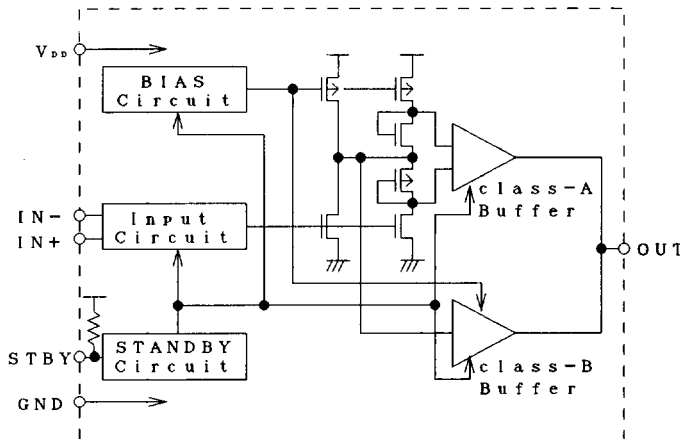 VDD
BIAS
Circuit
IN-
IN+
Input
Circuit
class-A
Buffer
OUT
STBY
STANDBY
Circuit
class-B
Buffer
GND